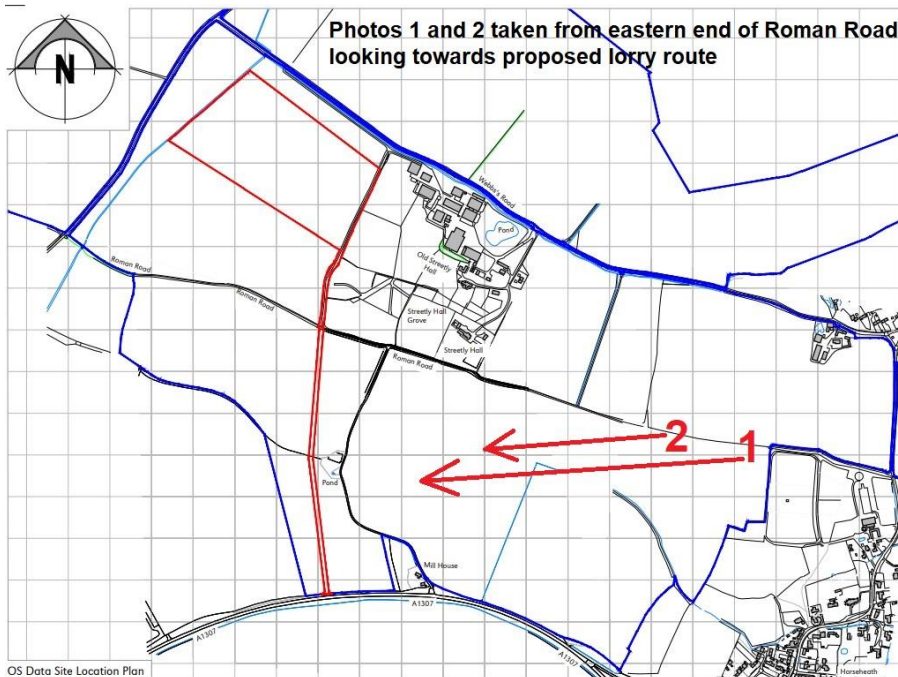 Photos 1 and 2 taken from eastern end of Roman Road
looking towards proposed lorry route
N
Webbs's Road
Pond
Old Streetly
Hall
Roman Road
Roman Road
Streetly Hall
Grove
Streetly Hall
Roman Road
2
1
Pond
Mill House
A1307
A1307
A1307
Horseheath
OS Data Site Location Plan